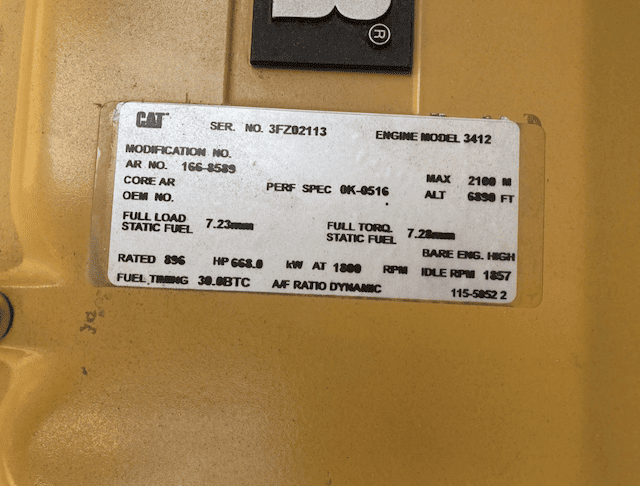 R
®
CAT SER. NO. 3FZ02113 ENGINE MODEL 3412
MODIFICATION NO.
AR NO. 166-8589 MAX 2100 M
CORE AR PERF SPEC 0K-0516 ALT 6890 FT
OEM NO.
FULL LOAD STATIC FUEL 7.23mm FULL TORQ. STATIC FUEL 7.28mm
BARE ENG. HIGH
RATED 896 HP 668.0 kW AT 1800 RPM IDLE RPM 1857
FUEL TIMING 30.0BTC A/F RATIO DYNAMIC 115-5852 2